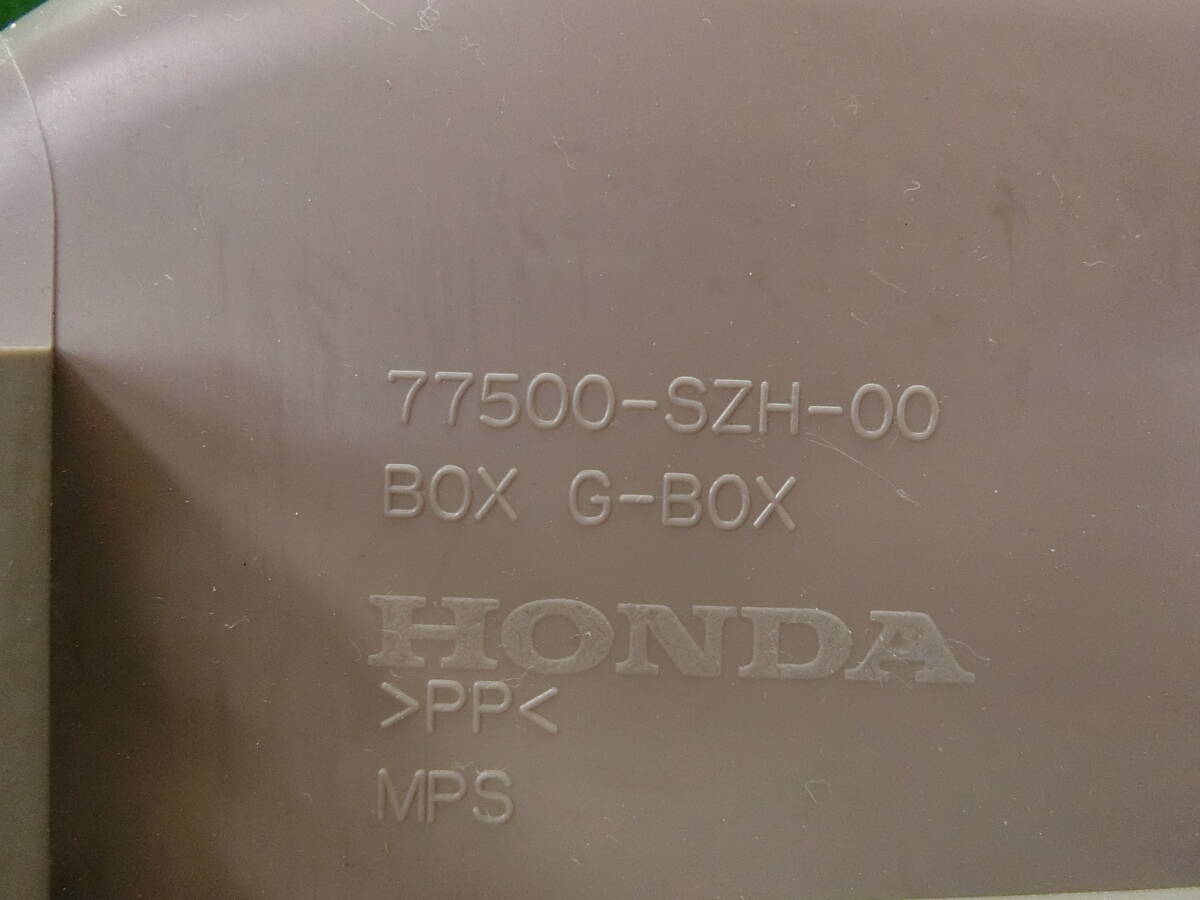 77500-SZH-00
BOX G-BOX
HONDA
>PP<
MPS